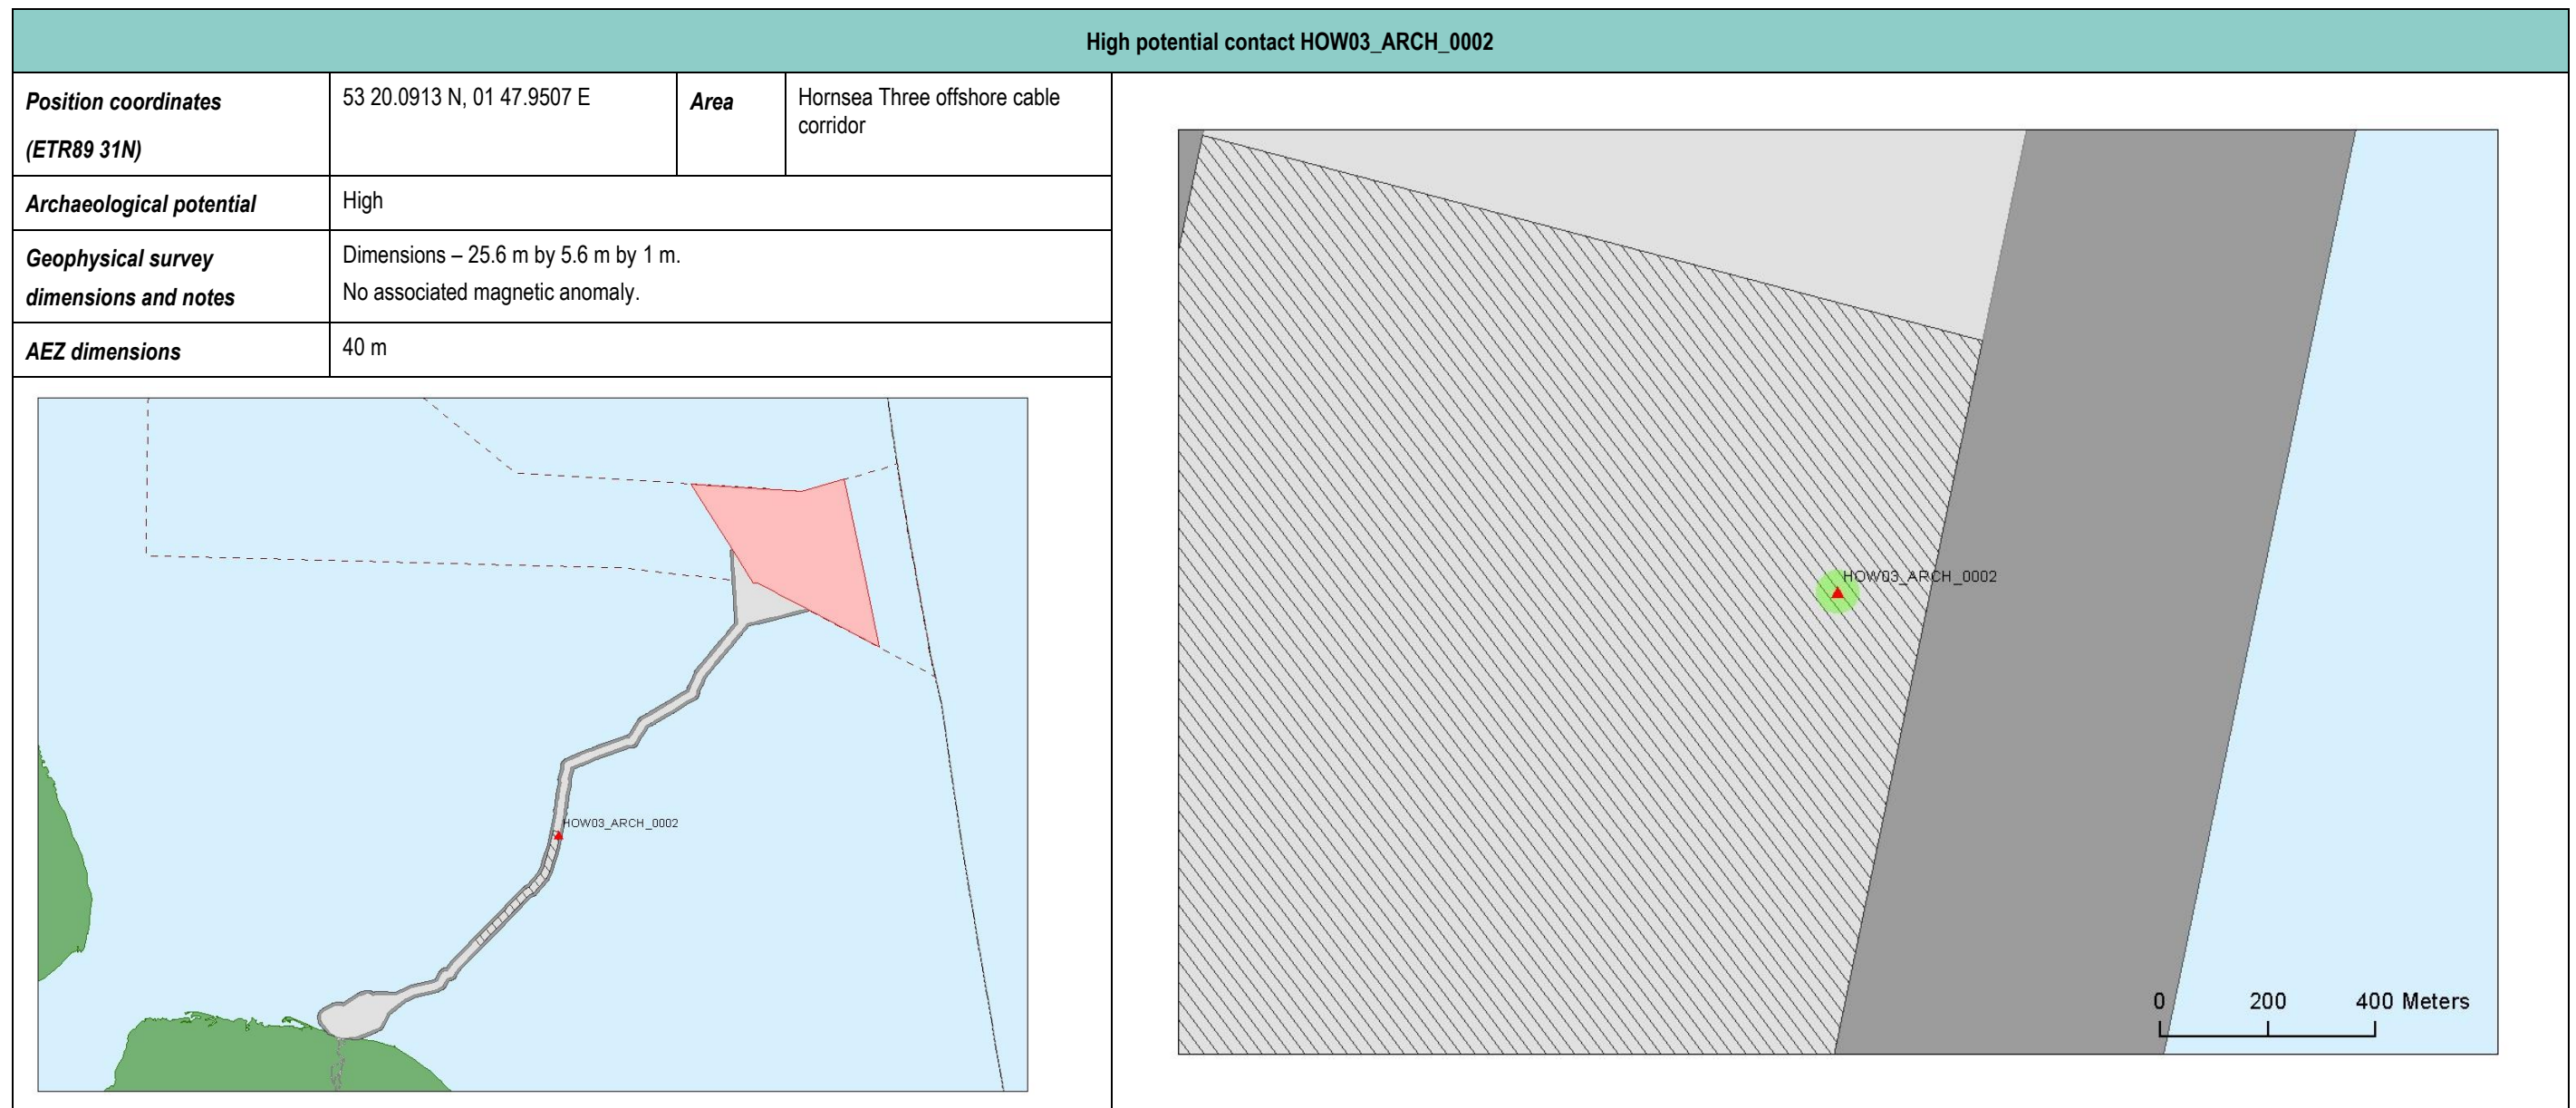 High potential contact HOW03_ARCH_0002
Position coordinates
(ETR89 31N)
53 20.0913 N, 01 47.9507 E
Area
Hornsea Three offshore cable
corridor
Archaeological potential
High
Geophysical survey
dimensions and notes
Dimensions – 25.6 m by 5.6 m by 1 m.
No associated magnetic anomaly.
AEZ dimensions
40 m
HOW03_ARCH_0002
HOW03_ARCH_0002
0 200 400 Meters